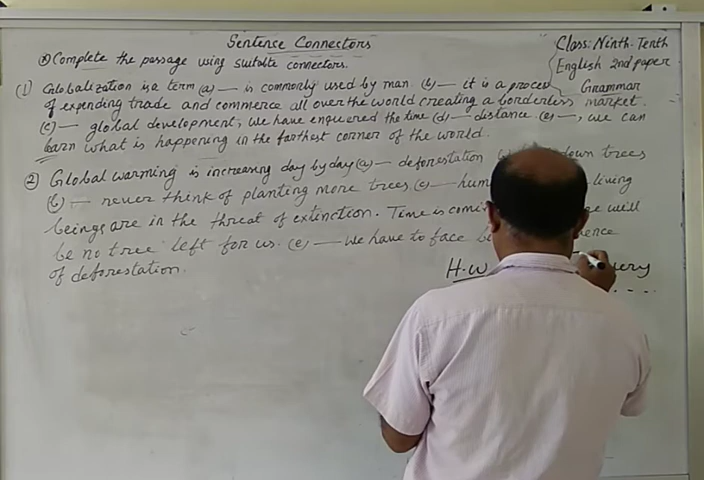 Sentence Connectors
Class: Ninth-Tenth
⊗ Complete the passage using suitable connectors.
English 2nd paper
Grammar
(1) Globalization is a term (a) — is commonly used by man. (b) — it is a process
of expending trade and commerce all over the world creating a borderless market.
(c) — global development, we have enquered the time (d) — distance. (e) —, we can
learn what is happening in the farthest corner of the world.
(2) Global warming is increasing day by day (a) — deforestation down trees
(b) — never think of planting more trees (c) — living
beings are in the threat of extinction. Time is will
be no tree left for us. (e) — we have to face
of deforestation.
H.W